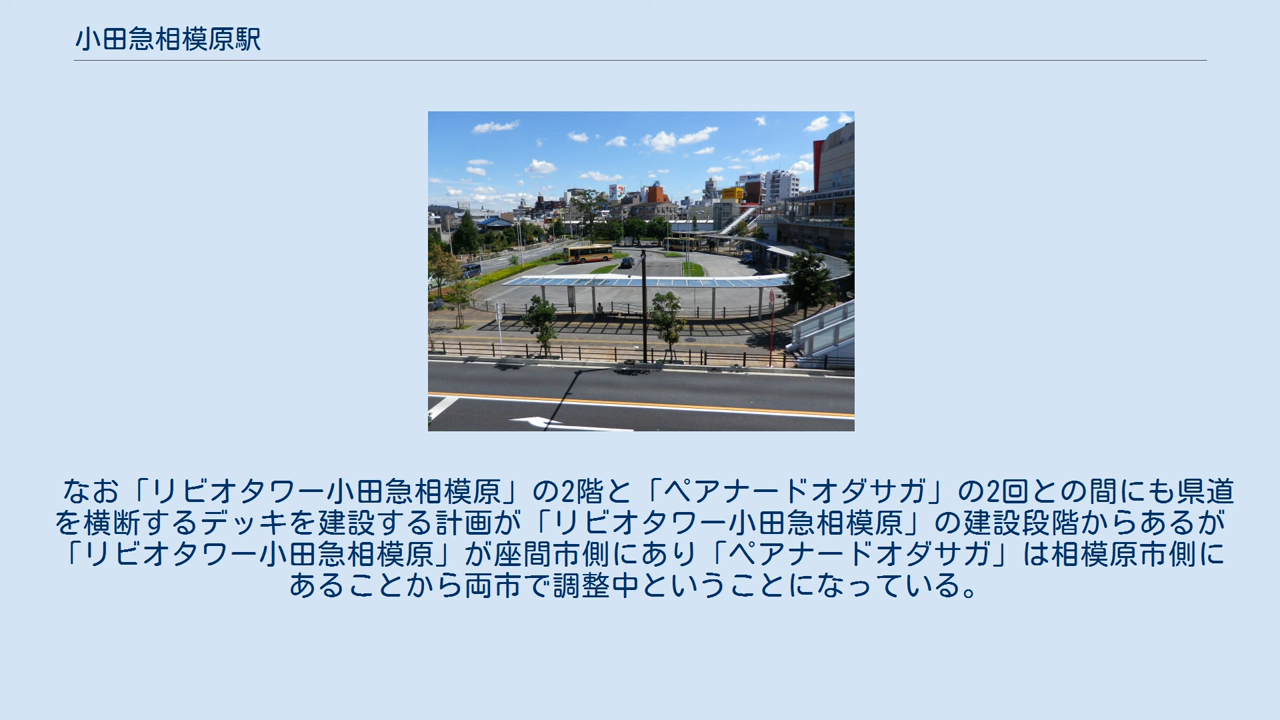 小田急相模原駅
なお「リビオタワー小田急相模原」の2階と「ペアナードオダサガ」の2回との間にも県道
を横断するデッキを建設する計画が「リビオタワー小田急相模原」の建設段階からあるが
「リビオタワー小田急相模原」が座間市側にあり「ペアナードオダサガ」は相模原市側に
あることから両市で調整中ということになっている。